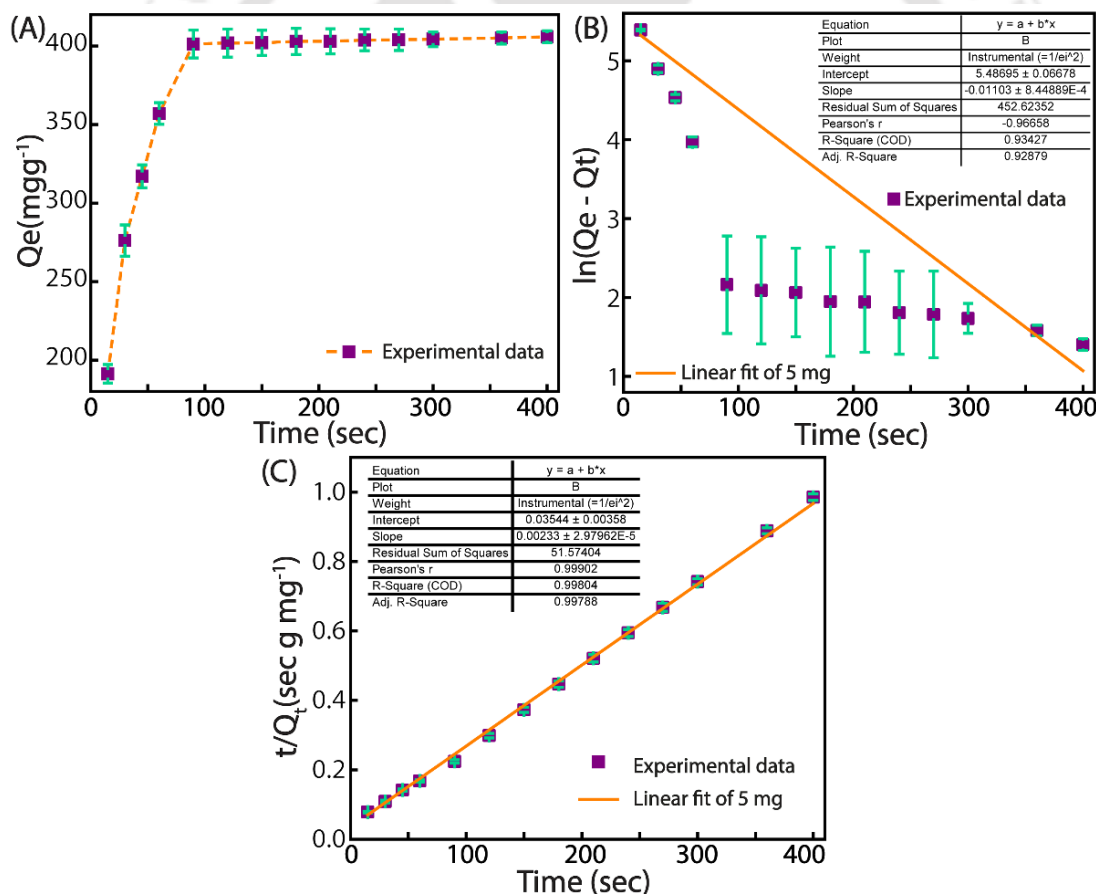 (A)
Qe(mgg⁻¹)
400
350
300
250
200
0 100 200 300 400
Time (sec)
Experimental data
(B)
ln(Qe - Qt)
5
4
3
2
1
100 200 300 400
Time (sec)
Equation y = a + b*x
Plot B
Weight Instrumental (=1/ei^2)
Intercept 5.48695 ± 0.06678
Slope -0.01103 ± 8.44889E-4
Residual Sum of Squares 452.62352
Pearson's r -0.96658
R-Square (COD) 0.93427
Adj. R-Square 0.92879
Experimental data
Linear fit of 5 mg
(C)
t/Qₜ(sec g mg⁻¹)
1.0
0.8
0.6
0.4
0.2
0.0
0 100 200 300 400
Time (sec)
Equation y = a + b*x
Plot B
Weight Instrumental (=1/ei^2)
Intercept 0.03544 ± 0.00358
Slope 0.00233 ± 2.97962E-5
Residual Sum of Squares 51.57404
Pearson's r 0.99902
R-Square (COD) 0.99804
Adj. R-Square 0.99788
Experimental data
Linear fit of 5 mg